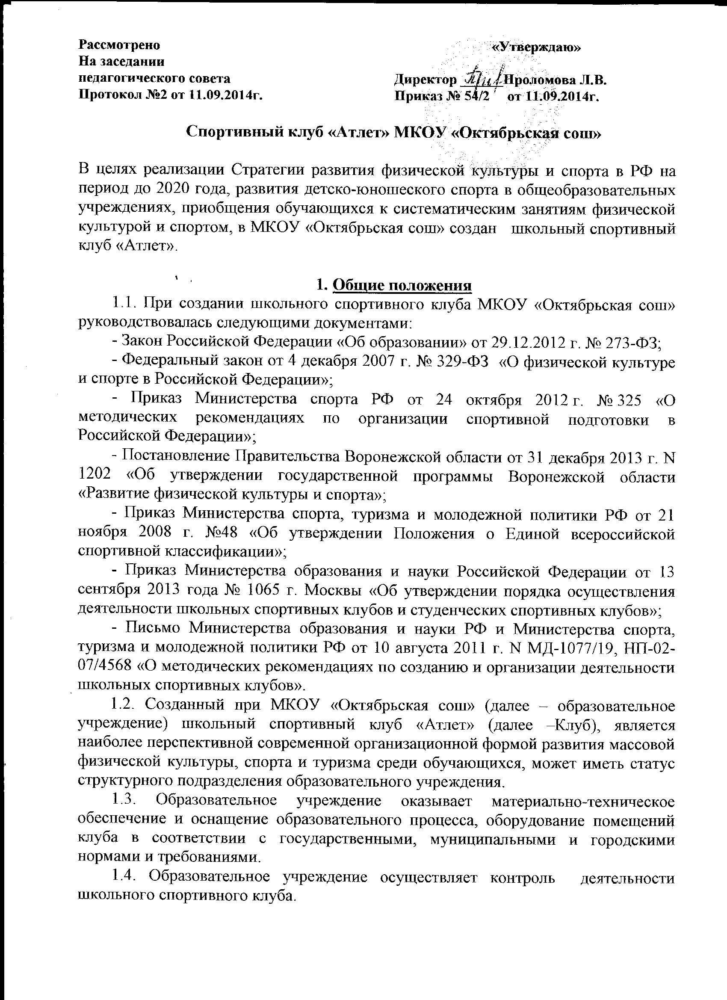 Рассмотрено
На заседании
педагогического совета
Протокол №2 от 11.09.2014г.
«Утверждаю»
Директор Проломова Л.В.
Приказ № 54/2 от 11.09.2014г.
Спортивный клуб «Атлет» МКОУ «Октябрьская сош»
В целях реализации Стратегии развития физической культуры и спорта в РФ на
период до 2020 года, развития детско-юношеского спорта в общеобразовательных
учреждениях, приобщения обучающихся к систематическим занятиям физической
культурой и спортом, в МКОУ «Октябрьская сош» создан школьный спортивный
клуб «Атлет».
1. Общие положения
1.1. При создании школьного спортивного клуба МКОУ «Октябрьская сош»
руководствовалась следующими документами:
- Закон Российской Федерации «Об образовании» от 29.12.2012 г. № 273-ФЗ;
- Федеральный закон от 4 декабря 2007 г. № 329-ФЗ «О физической культуре
и спорте в Российской Федерации»;
- Приказ Министерства спорта РФ от 24 октября 2012 г. № 325 «О
методических рекомендациях по организации спортивной подготовки в
Российской Федерации»;
- Постановление Правительства Воронежской области от 31 декабря 2013 г. N
1202 «Об утверждении государственной программы Воронежской области
«Развитие физической культуры и спорта»;
- Приказ Министерства спорта, туризма и молодежной политики РФ от 21
ноября 2008 г. №48 «Об утверждении Положения о Единой всероссийской
спортивной классификации»;
- Приказ Министерства образования и науки Российской Федерации от 13
сентября 2013 года № 1065 г. Москвы «Об утверждении порядка осуществления
деятельности школьных спортивных клубов и студенческих спортивных клубов»;
- Письмо Министерства образования и науки РФ и Министерства спорта,
туризма и молодежной политики РФ от 10 августа 2011 г. N МД-1077/19, НП-02-
07/4568 «О методических рекомендациях по созданию и организации деятельности
школьных спортивных клубов».
1.2. Созданный при МКОУ «Октябрьская сош» (далее – образовательное
учреждение) школьный спортивный клуб «Атлет» (далее –Клуб), является
наиболее перспективной современной организационной формой развития массовой
физической культуры, спорта и туризма среди обучающихся, может иметь статус
структурного подразделения образовательного учреждения.
1.3. Образовательное учреждение оказывает материально-техническое
обеспечение и оснащение образовательного процесса, оборудование помещений
клуба в соответствии с государственными, муниципальными и городскими
нормами и требованиями.
1.4. Образовательное учреждение осуществляет контроль деятельности
школьного спортивного клуба.